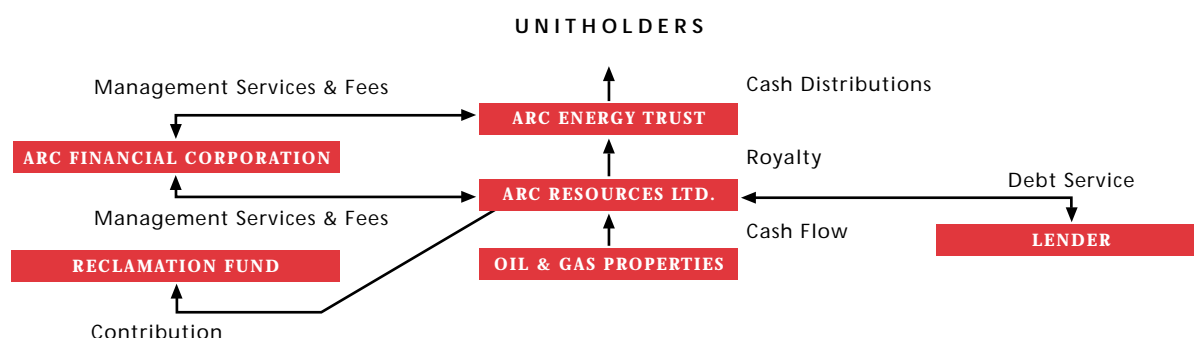 UNITHOLDERS
Management Services & Fees
Cash Distributions
ARC ENERGY TRUST
ARC FINANCIAL CORPORATION
Royalty
Debt Service
ARC RESOURCES LTD.
Management Services & Fees
Cash Flow
LENDER
RECLAMATION FUND
OIL & GAS PROPERTIES
Contribution